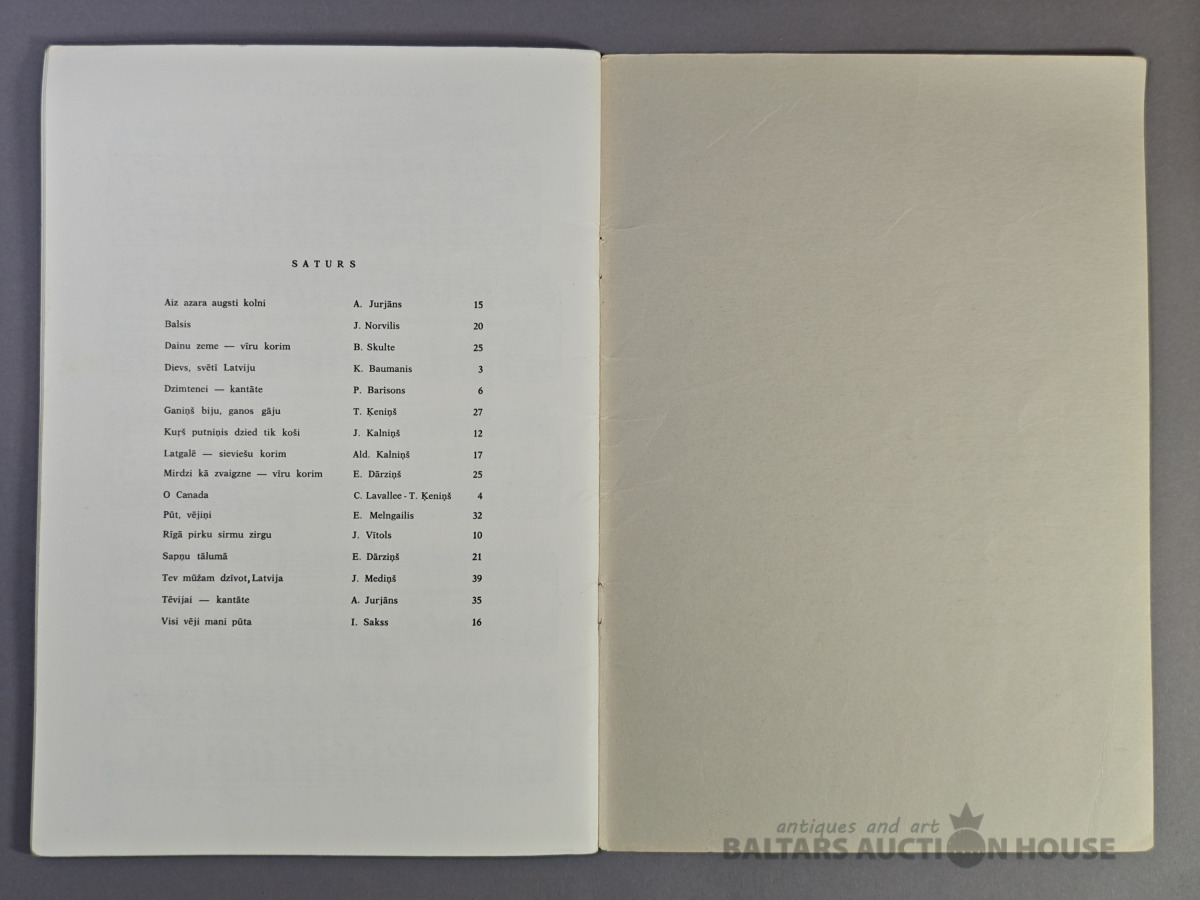 SATURS
Aiz azara augsti kolni A. Jurjāns 15
Balsis J. Norvilis 20
Dainu zeme — vīru korim B. Skulte 25
Dievs, svētī Latviju K. Baumanis 3
Dzimtenei — kantāte P. Barisons 6
Ganiņš biju, ganos gāju T. Ķeniņš 27
Kuŗš putniņis dzied tik koši J. Kalniņš 12
Latgalē — sieviešu korim Ald. Kalniņš 17
Mirdzi kā zvaigzne — vīru korim E. Dārziņš 25
O Canada C. Lavallee - T. Ķeniņš 4
Pūt, vējiņi E. Melngailis 32
Rīgā pirku sirmu zirgu J. Vītols 10
Sapņu tālumā E. Dārziņš 21
Tev mūžam dzīvot, Latvija J. Mediņš 39
Tēvijai — kantāte A. Jurjāns 35
Visi vēji mani pūta I. Sakss 16
antiques and art
BALTARS AUCTION HOUSE